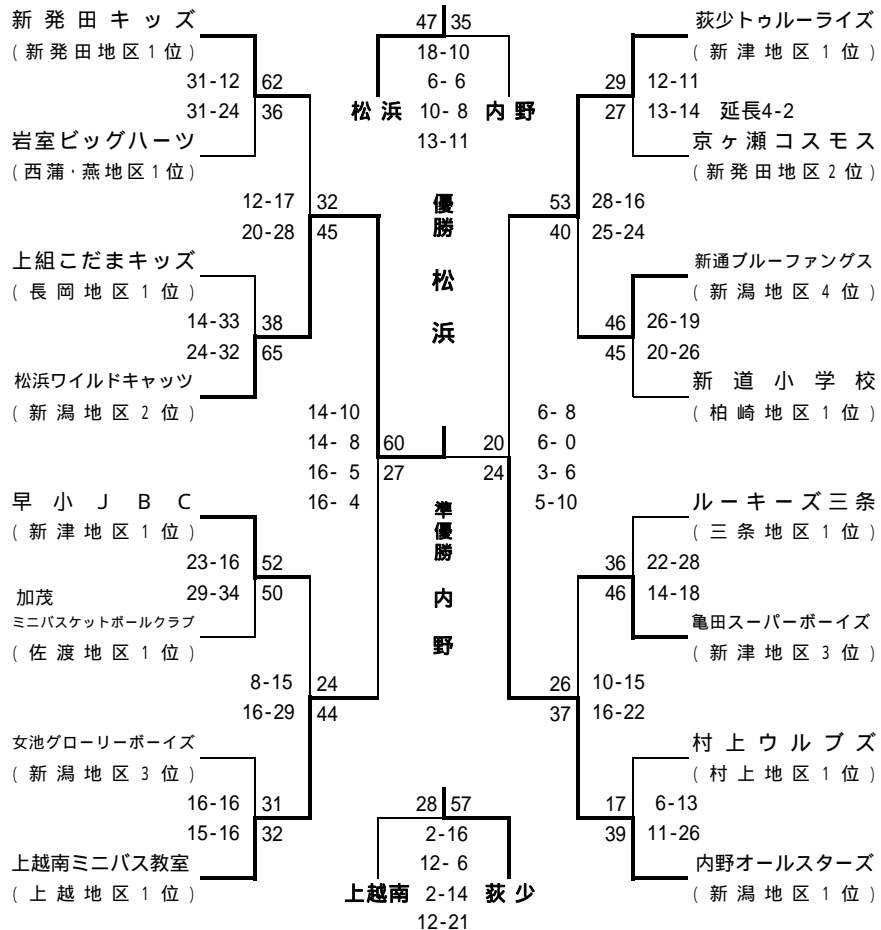 新発田キッズ
(新発田地区1位)
31-12 62
31-24 36
岩室ビッグハーツ
(西蒲・燕地区1位)
12-17 32
20-28 45
上組こだまキッズ
(長岡地区1位)
14-33 38
24-32 65
松浜ワイルドキャッツ
(新潟地区2位)
14-10
14- 8 60
16- 5 27
16- 4
早小JBC
(新津地区1位)
23-16 52
29-34 50
加茂
ミニバスケットボールクラブ
(佐渡地区1位)
8-15 24
16-29 44
女池グローリーボーイズ
(新潟地区3位)
16-16 31
15-16 32
上越南ミニバス教室
(上越地区1位)
47 35
18-10
6- 6
松浜 10- 8 内野
13-11
優勝
松浜
準優勝
内野
28 57
2-16
12- 6
上越南 2-14 荻少
12-21
荻少トゥルーライズ
(新津地区1位)
29 12-11
27 13-14 延長4-2
京ヶ瀬コスモス
(新発田地区2位)
53 28-16
40 25-24
新通ブルーファングス
(新潟地区4位)
46 26-19
45 20-26
新道小学校
(柏崎地区1位)
6- 8
20 6- 0
24 3- 6
5-10
ルーキーズ三条
(三条地区1位)
36 22-28
46 14-18
亀田スーパーボーイズ
(新津地区3位)
26 10-15
37 16-22
村上ウルブズ
(村上地区1位)
17 6-13
39 11-26
内野オールスターズ
(新潟地区1位)